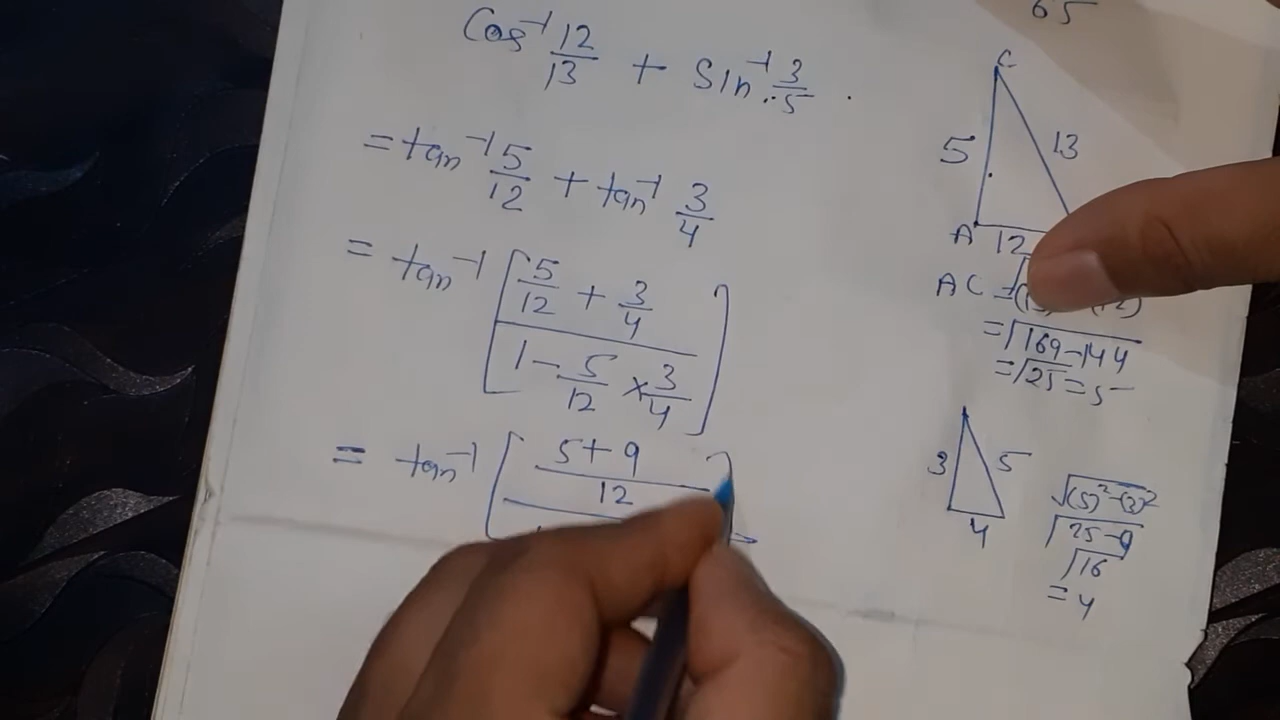 65
Cos⁻¹ 12/13 + Sin⁻¹ 3/5 .
= tan⁻¹ 5/12 + tan⁻¹ 3/4
= tan⁻¹ [ (5/12 + 3/4) / (1 - 5/12 × 3/4) ]
= tan⁻¹ [ (5+9)/12
C
5
13
A
12
AC =
= √169-144
= √25 = 5
3
5
4
√(5)²-(3)²
√25-9
√16
= 4